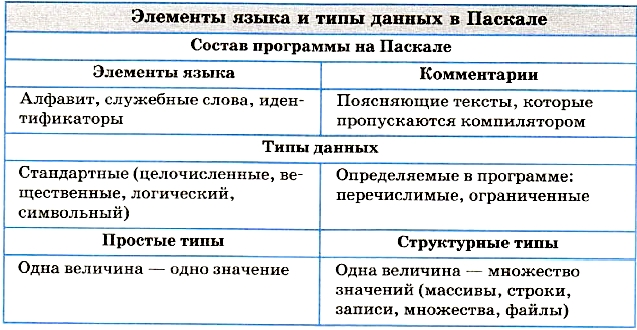 Элементы языка и типы данных в Паскале
Состав программы на Паскале
Элементы языка
Комментарии
Алфавит, служебные слова, иден-
тификаторы
Поясняющие тексты, которые
пропускаются компилятором
Типы данных
Стандартные (целочисленные, ве-
щественные, логический,
символьный)
Определяемые в программе:
перечислимые, ограниченные
Простые типы
Структурные типы
Одна величина — одно значение
Одна величина — множество
значений (массивы, строки,
записи, множества, файлы)